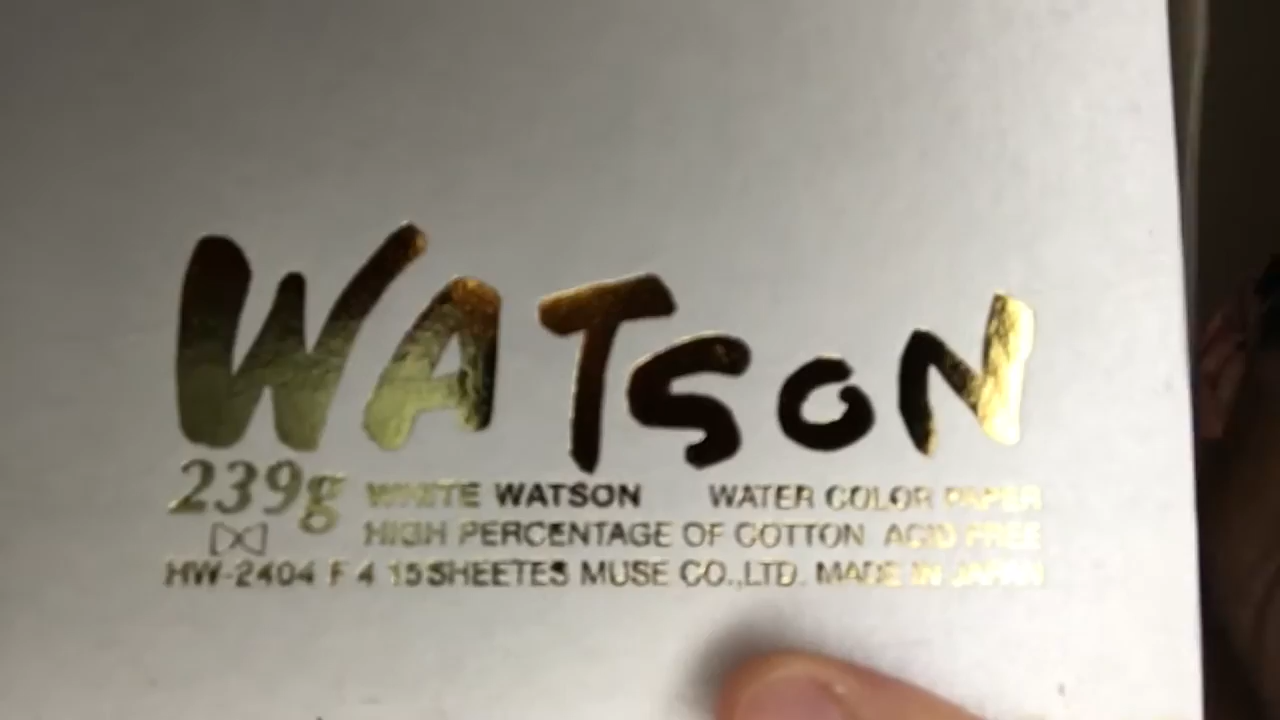 WATSON
239g WHITE WATSON WATER COLOR PAPER
HIGH PERCENTAGE OF COTTON ACID FREE
HW-2404 F 4 15SHEETES MUSE CO.,LTD. MADE IN JAPAN